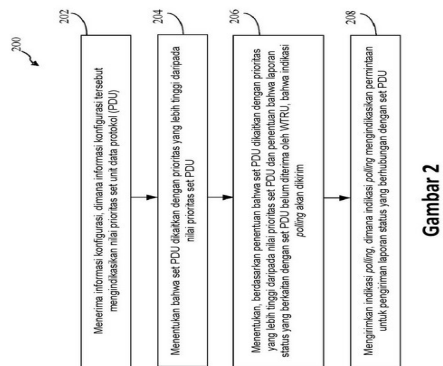 200
202
Menerima informasi konfigurasi, dimana informasi konfigurasi tersebut
mengindikasikan nilai prioritas set unit data protokol (PDU)
204
Menentukan bahwa set PDU dikaitkan dengan prioritas yang lebih tinggi daripada
nilai prioritas set PDU
206
Menentukan, berdasarkan penentuan bahwa set PDU dikaitkan dengan prioritas
yang lebih tinggi daripada nilai prioritas set PDU dan penentuan bahwa laporan
status yang berkaitan dengan set PDU belum diterima oleh WTRU, bahwa indikasi
polling akan dikirim
208
Mengirimkan indikasi polling, dimana indikasi polling mengindikasikan permintaan
untuk pengiriman laporan status yang berhubungan dengan set PDU
Gambar 2